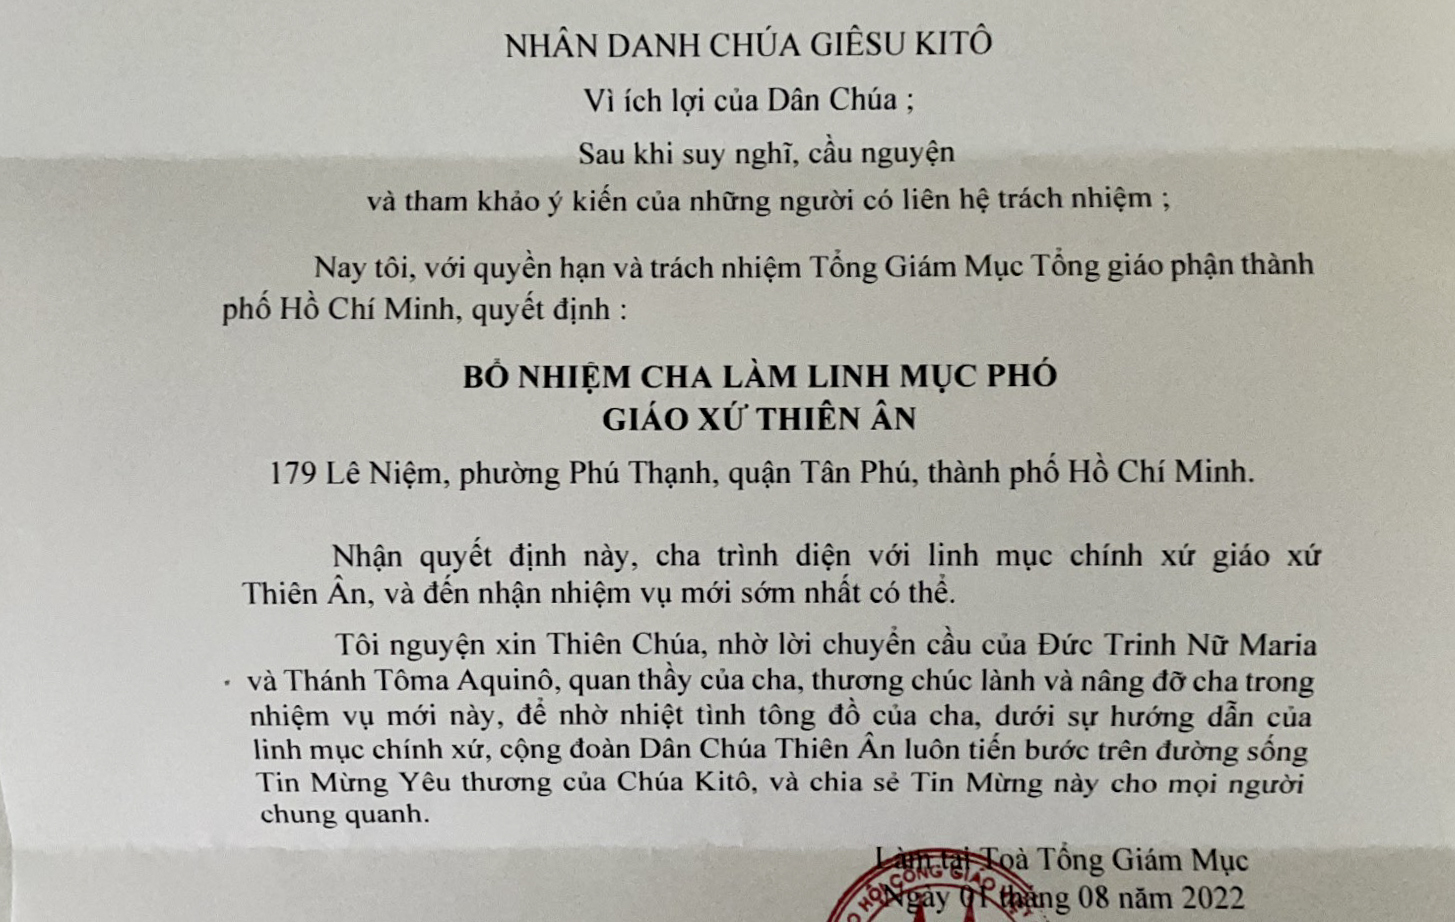 NHÂN DANH CHÚA GIÊSU KITÔ
Vì ích lợi của Dân Chúa ;
Sau khi suy nghĩ, cầu nguyện
và tham khảo ý kiến của những người có liên hệ trách nhiệm ;
Nay tôi, với quyền hạn và trách nhiệm Tổng Giám Mục Tổng giáo phận thành
phố Hồ Chí Minh, quyết định :
BỔ NHIỆM CHA LÀM LINH MỤC PHÓ
GIÁO XỨ THIÊN ÂN
179 Lê Niệm, phường Phú Thạnh, quận Tân Phú, thành phố Hồ Chí Minh.
Nhận quyết định này, cha trình diện với linh mục chính xứ giáo xứ
Thiên Ân, và đến nhận nhiệm vụ mới sớm nhất có thể.
Tôi nguyện xin Thiên Chúa, nhờ lời chuyển cầu của Đức Trinh Nữ Maria
và Thánh Tôma Aquinô, quan thầy của cha, thương chúc lành và nâng đỡ cha trong
nhiệm vụ mới này, để nhờ nhiệt tình tông đồ của cha, dưới sự hướng dẫn của
linh mục chính xứ, cộng đoàn Dân Chúa Thiên Ân luôn tiến bước trên đường sống
Tin Mừng Yêu thương của Chúa Kitô, và chia sẻ Tin Mừng này cho mọi người
chung quanh.
Làm tại Toà Tổng Giám Mục
Ngày 01 tháng 08 năm 2022
HỘI CÔNG GIÁO